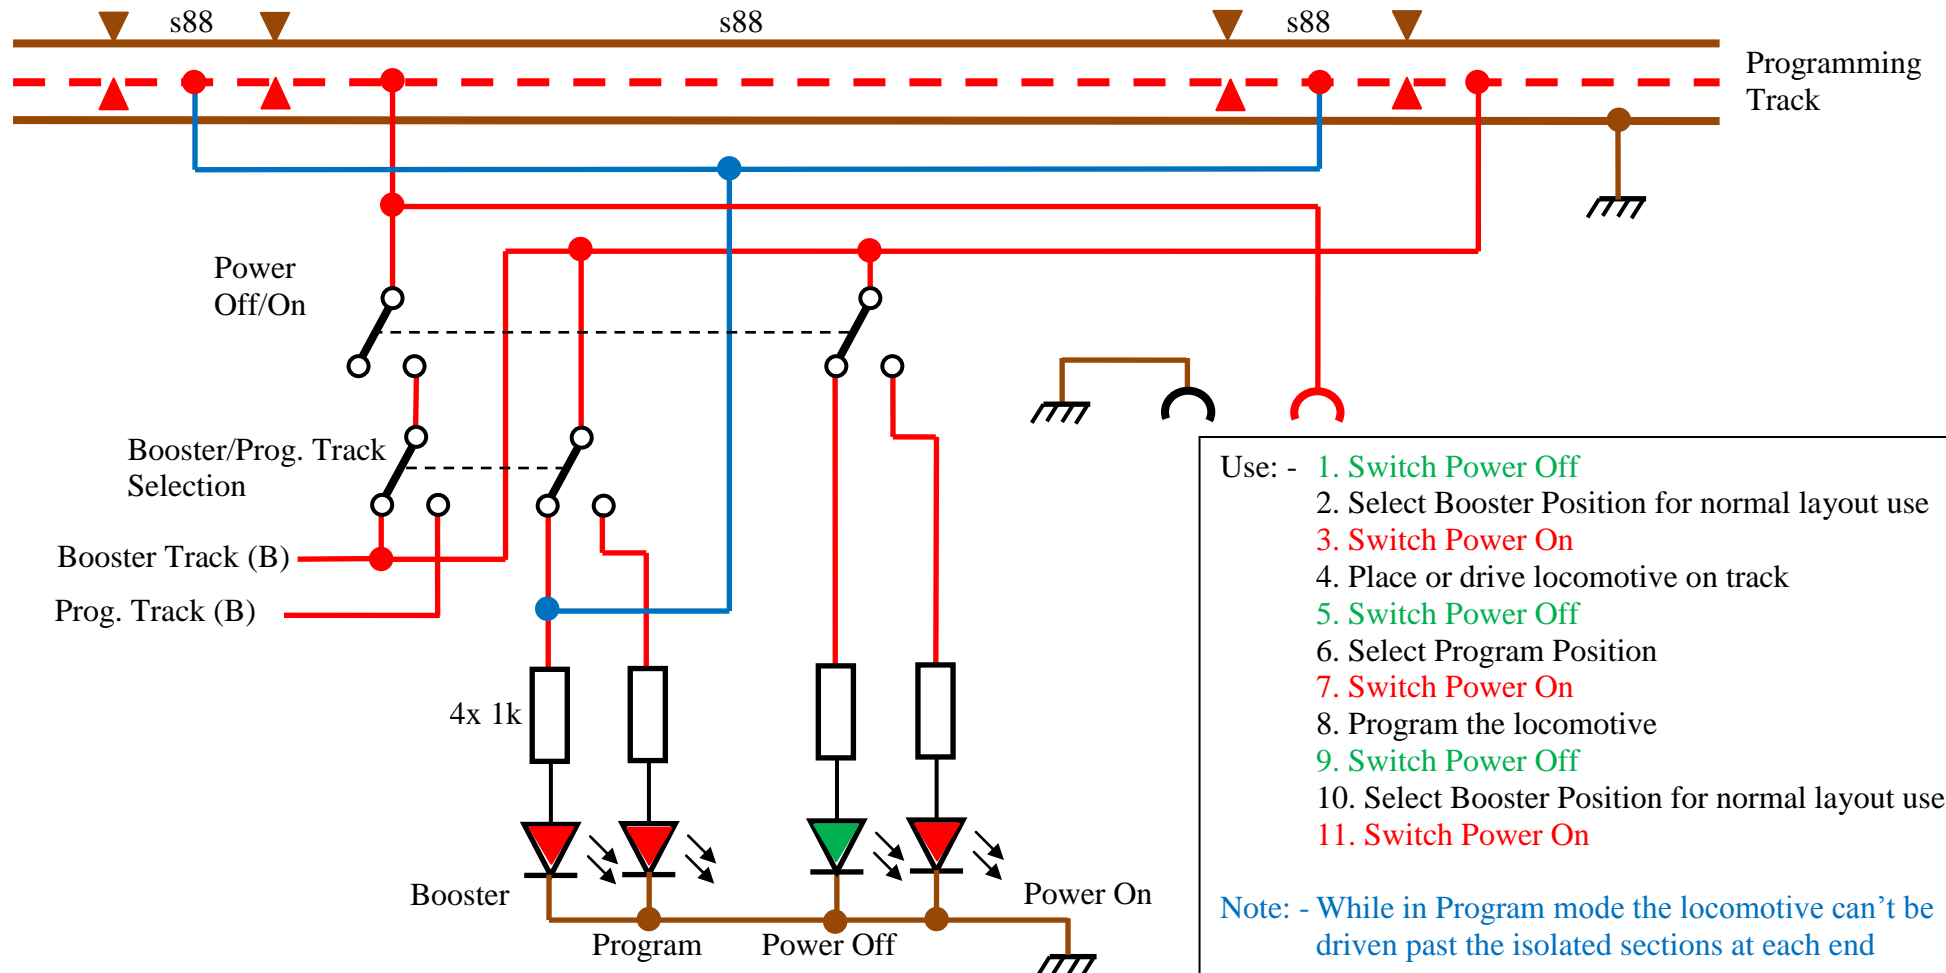 s88
s88
s88
Programming
Track
Power
Off/On
Booster/Prog. Track
Selection
Booster Track (B)
Prog. Track (B)
4x 1k
Booster
Program
Power Off
Power On
Use: - 1. Switch Power Off
2. Select Booster Position for normal layout use
3. Switch Power On
4. Place or drive locomotive on track
5. Switch Power Off
6. Select Program Position
7. Switch Power On
8. Program the locomotive
9. Switch Power Off
10. Select Booster Position for normal layout use
11. Switch Power On
Note: - While in Program mode the locomotive can’t be
driven past the isolated sections at each end